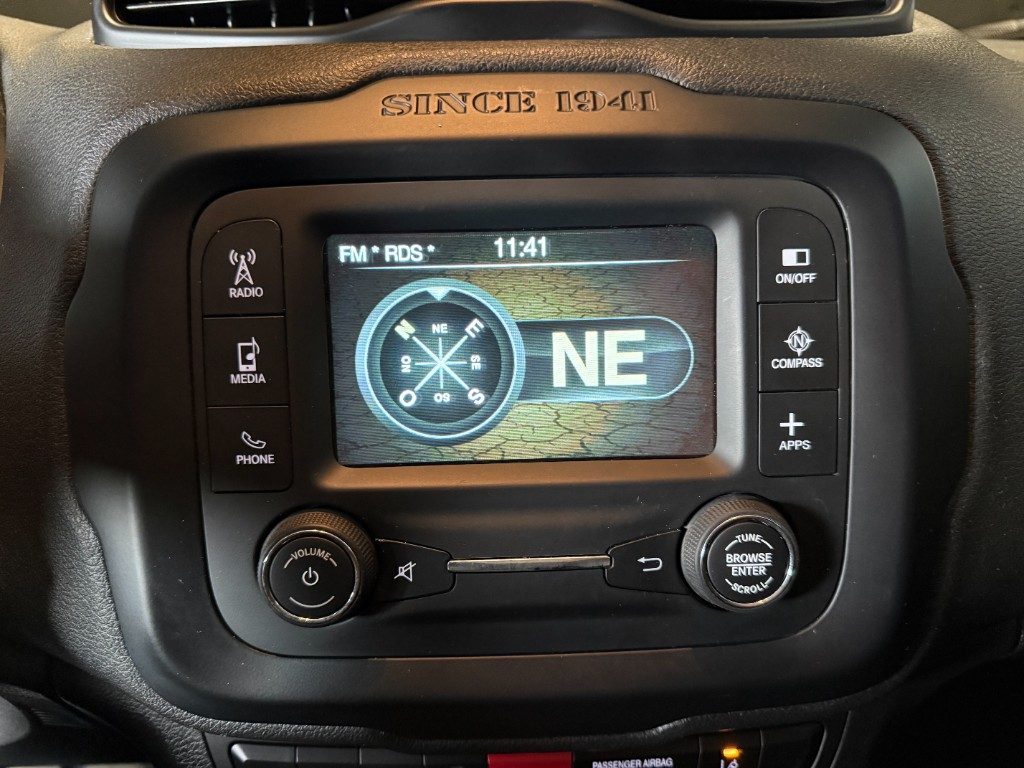 SINCE 1941
FM * RDS * 11:41
RADIO
MEDIA
PHONE
N NE E
NO SE
O SO S
NE
ON/OFF
N
COMPASS
APPS
VOLUME
TUNE
BROWSE
ENTER
SCROLL
PASSENGER AIRBAG